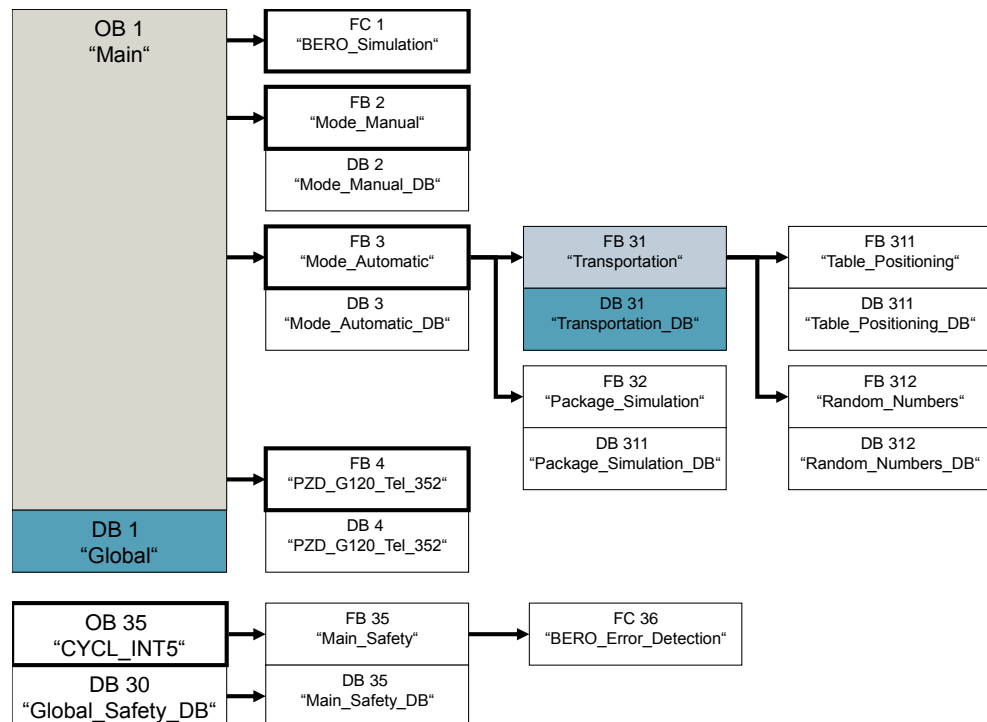 OB 1
“Main“
FC 1
“BERO_Simulation“
FB 2
“Mode_Manual“
DB 2
“Mode_Manual_DB“
FB 3
“Mode_Automatic“
DB 3
“Mode_Automatic_DB“
FB 31
“Transportation“
DB 31
“Transportation_DB“
FB 311
“Table_Positioning“
DB 311
“Table_Positioning_DB“
FB 32
“Package_Simulation“
DB 311
“Package_Simulation_DB“
FB 312
“Random_Numbers“
DB 312
“Random_Numbers_DB“
FB 4
“PZD_G120_Tel_352“
DB 4
“PZD_G120_Tel_352“
DB 1
“Global“
OB 35
“CYCL_INT5“
DB 30
“Global_Safety_DB“
FB 35
“Main_Safety“
DB 35
“Main_Safety_DB“
FC 36
“BERO_Error_Detection“